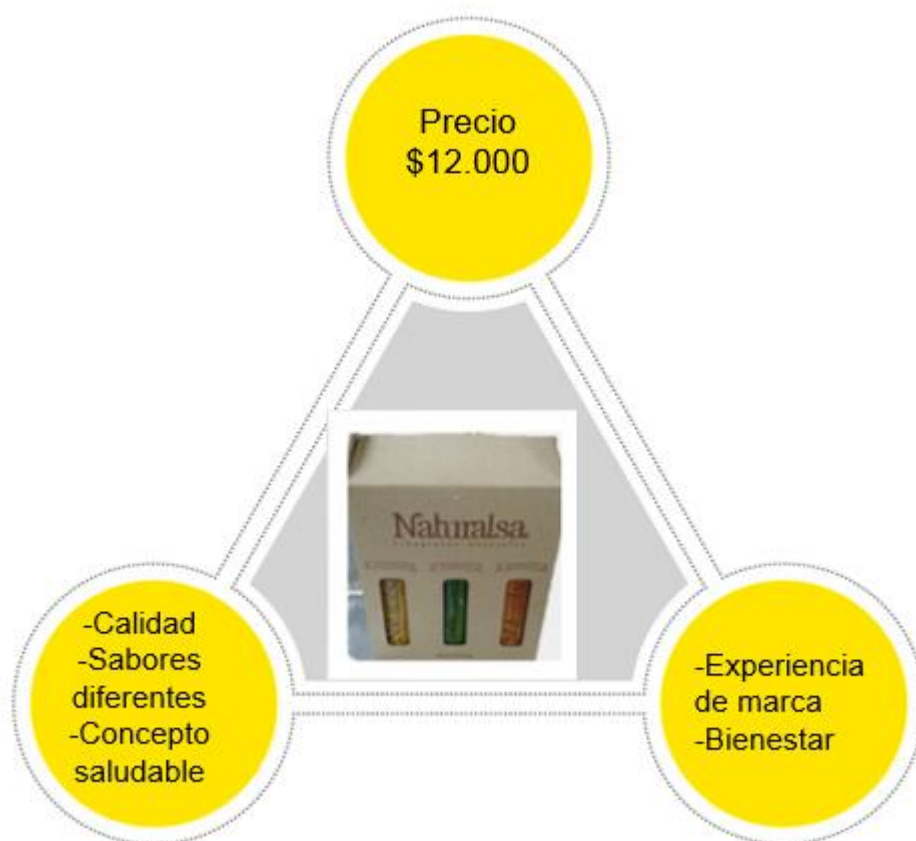 Precio
$12.000
Naturalsa
-Calidad
-Sabores
diferentes
-Concepto
saludable
-Experiencia
de marca
-Bienestar